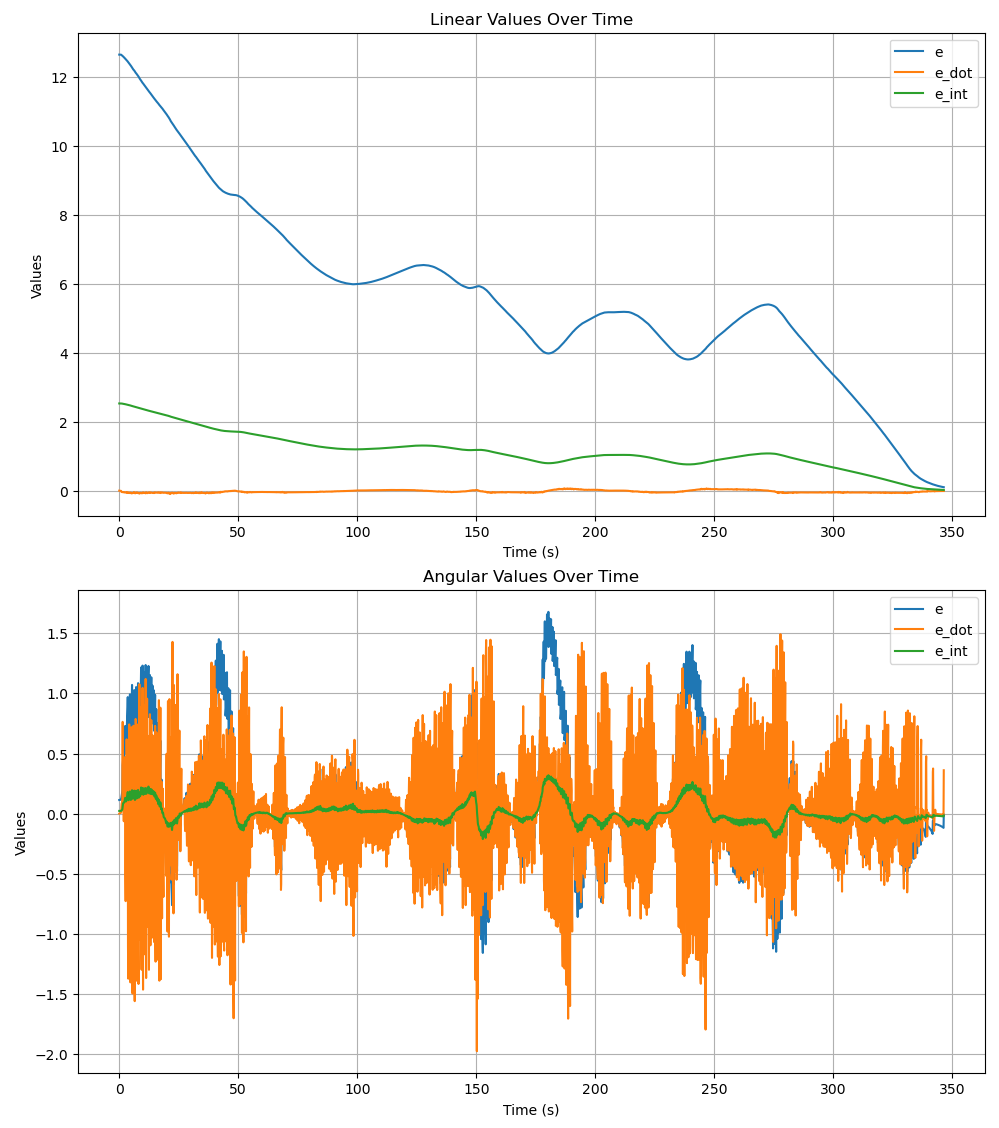 Linear Values Over Time
e
e_dot
e_int
12
10
8
6
4
2
0
Values
0 50 100 150 200 250 300 350
Time (s)
Angular Values Over Time
e
e_dot
e_int
1.5
1.0
0.5
0.0
−0.5
−1.0
−1.5
−2.0
Values
0 50 100 150 200 250 300 350
Time (s)